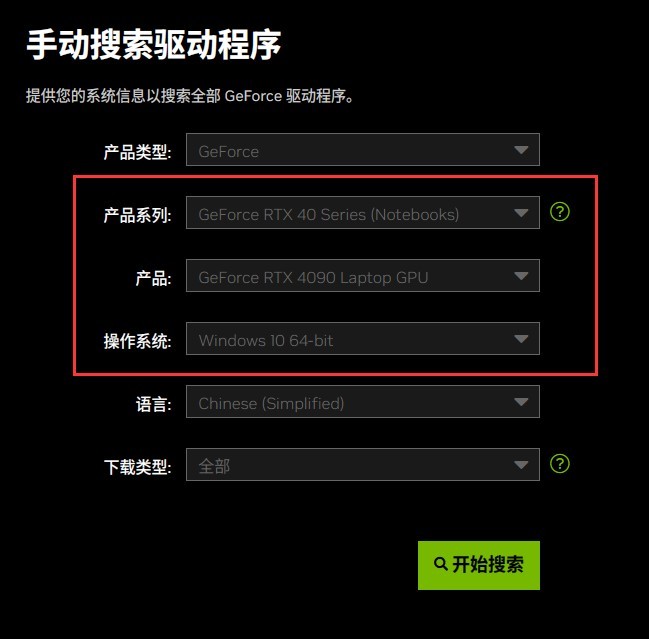 手动搜索驱动程序
提供您的系统信息以搜索全部 GeForce 驱动程序。
产品类型: GeForce
产品系列: GeForce RTX 40 Series (Notebooks) ?
产品: GeForce RTX 4090 Laptop GPU
操作系统: Windows 10 64-bit
语言: Chinese (Simplified)
下载类型: 全部 ?
开始搜索